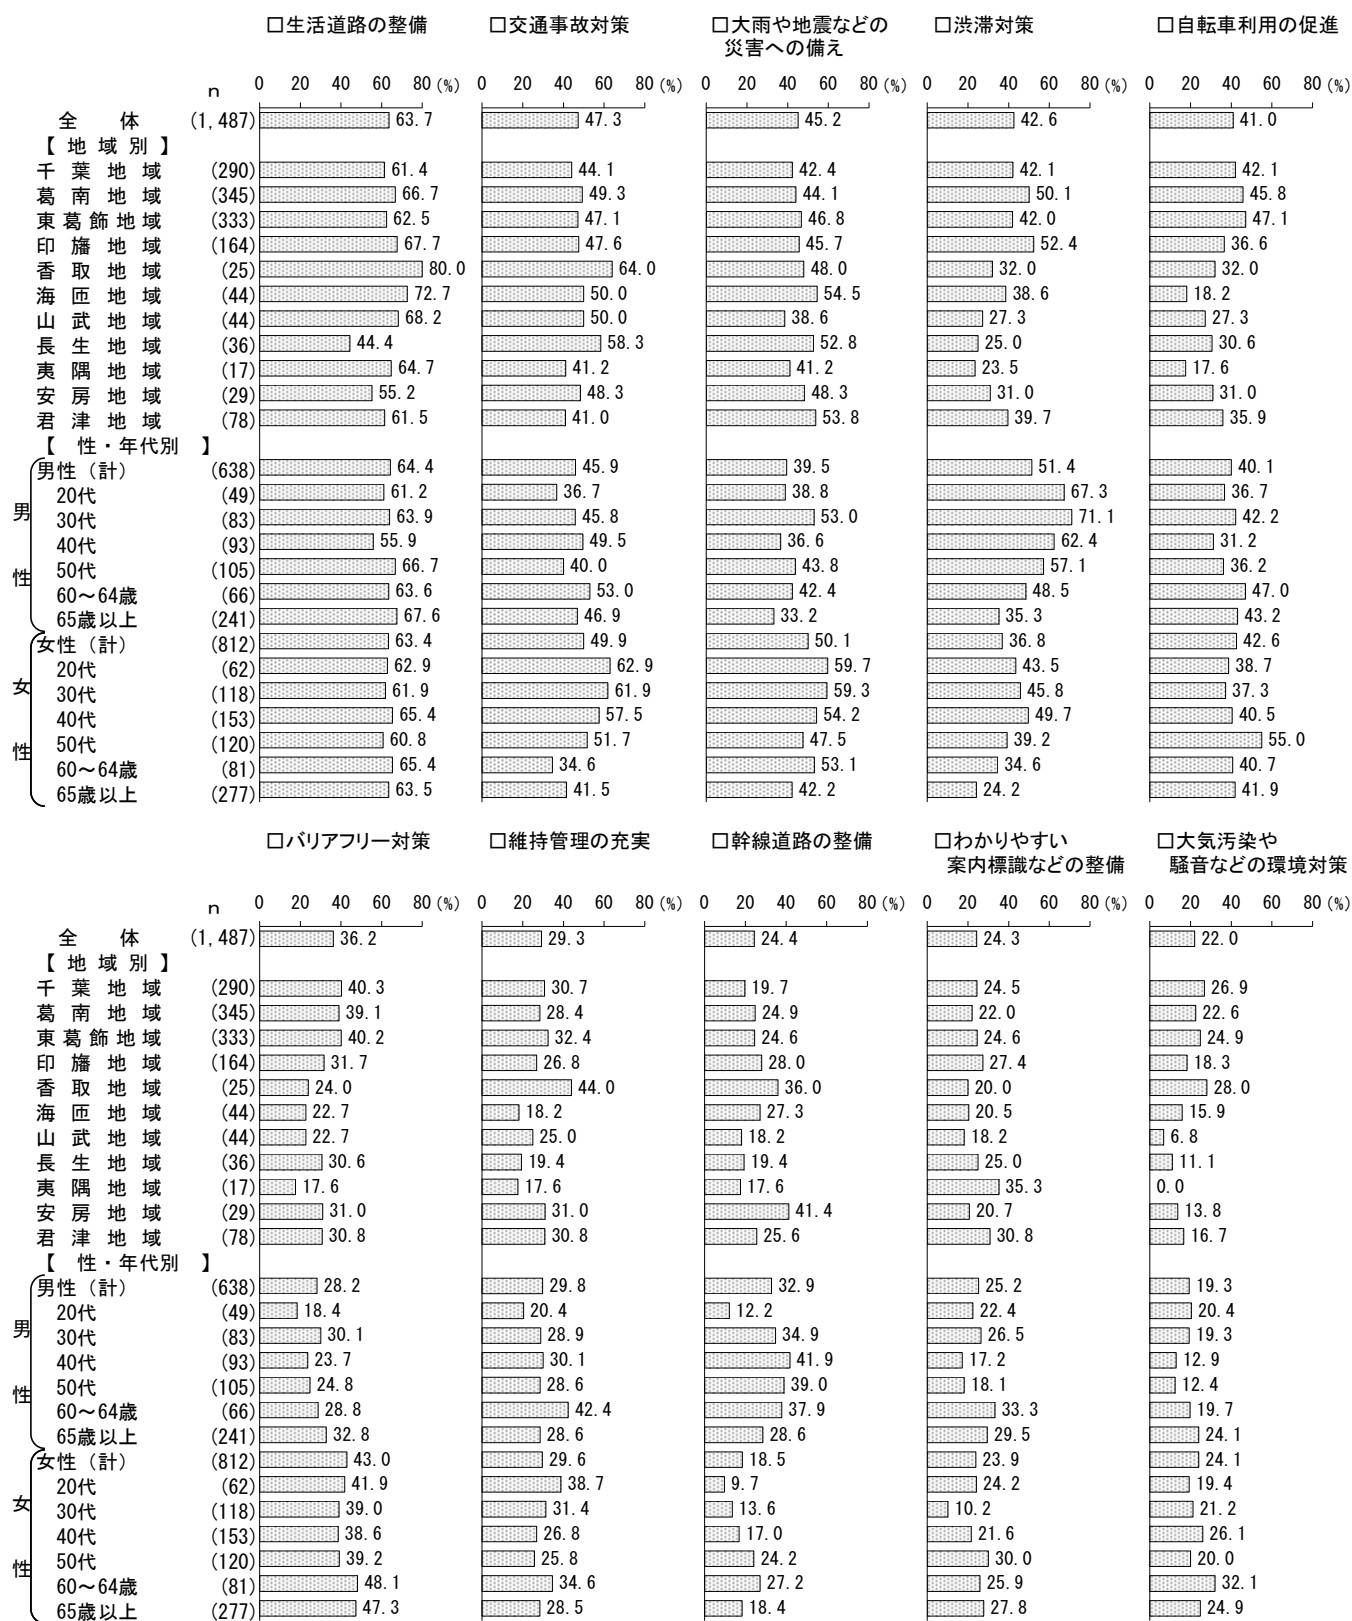 □生活道路の整備 □交通事故対策 □大雨や地震などの □渋滞対策 □自転車利用の促進
災害への備え
n 0 20 40 60 80 (%) 0 20 40 60 80 (%) 0 20 40 60 80 (%) 0 20 40 60 80 (%) 0 20 40 60 80 (%)
全体 (1,487) 63.7 47.3 45.2 42.6 41.0
【地域別】
千葉地域 (290) 61.4 44.1 42.4 42.1 42.1
葛南地域 (345) 66.7 49.3 44.1 50.1 45.8
東葛飾地域 (333) 62.5 47.1 46.8 42.0 47.1
印旛地域 (164) 67.7 47.6 45.7 52.4 36.6
香取地域 (25) 80.0 64.0 48.0 32.0 32.0
海匝地域 (44) 72.7 50.0 54.5 38.6 18.2
山武地域 (44) 68.2 50.0 38.6 27.3 27.3
長生地域 (36) 44.4 58.3 52.8 25.0 30.6
夷隅地域 (17) 64.7 41.2 41.2 23.5 17.6
安房地域 (29) 55.2 48.3 48.3 31.0 31.0
君津地域 (78) 61.5 41.0 53.8 39.7 35.9
【 性・年代別 】
男性（計） (638) 64.4 45.9 39.5 51.4 40.1
20代 (49) 61.2 36.7 38.8 67.3 36.7
男
30代 (83) 63.9 45.8 53.0 71.1 42.2
40代 (93) 55.9 49.5 36.6 62.4 31.2
50代 (105) 66.7 40.0 43.8 57.1 36.2
性
60～64歳 (66) 63.6 53.0 42.4 48.5 47.0
65歳以上 (241) 67.6 46.9 33.2 35.3 43.2
女性（計） (812) 63.4 49.9 50.1 36.8 42.6
20代 (62) 62.9 62.9 59.7 43.5 38.7
女
30代 (118) 61.9 61.9 59.3 45.8 37.3
40代 (153) 65.4 57.5 54.2 49.7 40.5
50代 (120) 60.8 51.7 47.5 39.2 55.0
性
60～64歳 (81) 65.4 34.6 53.1 34.6 40.7
65歳以上 (277) 63.5 41.5 42.2 24.2 41.9
□バリアフリー対策 □維持管理の充実 □幹線道路の整備 □わかりやすい □大気汚染や
案内標識などの整備 騒音などの環境対策
n 0 20 40 60 80 (%) 0 20 40 60 80 (%) 0 20 40 60 80 (%) 0 20 40 60 80 (%) 0 20 40 60 80 (%)
全体 (1,487) 36.2 29.3 24.4 24.3 22.0
【地域別】
千葉地域 (290) 40.3 30.7 19.7 24.5 26.9
葛南地域 (345) 39.1 28.4 24.9 22.0 22.6
東葛飾地域 (333) 40.2 32.4 24.6 24.6 24.9
印旛地域 (164) 31.7 26.8 28.0 27.4 18.3
香取地域 (25) 24.0 44.0 36.0 20.0 28.0
海匝地域 (44) 22.7 18.2 27.3 20.5 15.9
山武地域 (44) 22.7 25.0 18.2 18.2 6.8
長生地域 (36) 30.6 19.4 19.4 25.0 11.1
夷隅地域 (17) 17.6 17.6 17.6 35.3 0.0
安房地域 (29) 31.0 31.0 41.4 20.7 13.8
君津地域 (78) 30.8 30.8 25.6 30.8 16.7
【 性・年代別 】
男性（計） (638) 28.2 29.8 32.9 25.2 19.3
20代 (49) 18.4 20.4 12.2 22.4 20.4
男
30代 (83) 30.1 28.9 34.9 26.5 19.3
40代 (93) 23.7 30.1 41.9 17.2 12.9
50代 (105) 24.8 28.6 39.0 18.1 12.4
性
60～64歳 (66) 28.8 42.4 37.9 33.3 19.7
65歳以上 (241) 32.8 28.6 28.6 29.5 24.1
女性（計） (812) 43.0 29.6 18.5 23.9 24.1
20代 (62) 41.9 38.7 9.7 24.2 19.4
女
30代 (118) 39.0 31.4 13.6 10.2 21.2
40代 (153) 38.6 26.8 17.0 21.6 26.1
50代 (120) 39.2 25.8 24.2 30.0 20.0
性
60～64歳 (81) 48.1 34.6 27.2 25.9 32.1
65歳以上 (277) 47.3 28.5 18.4 27.8 24.9